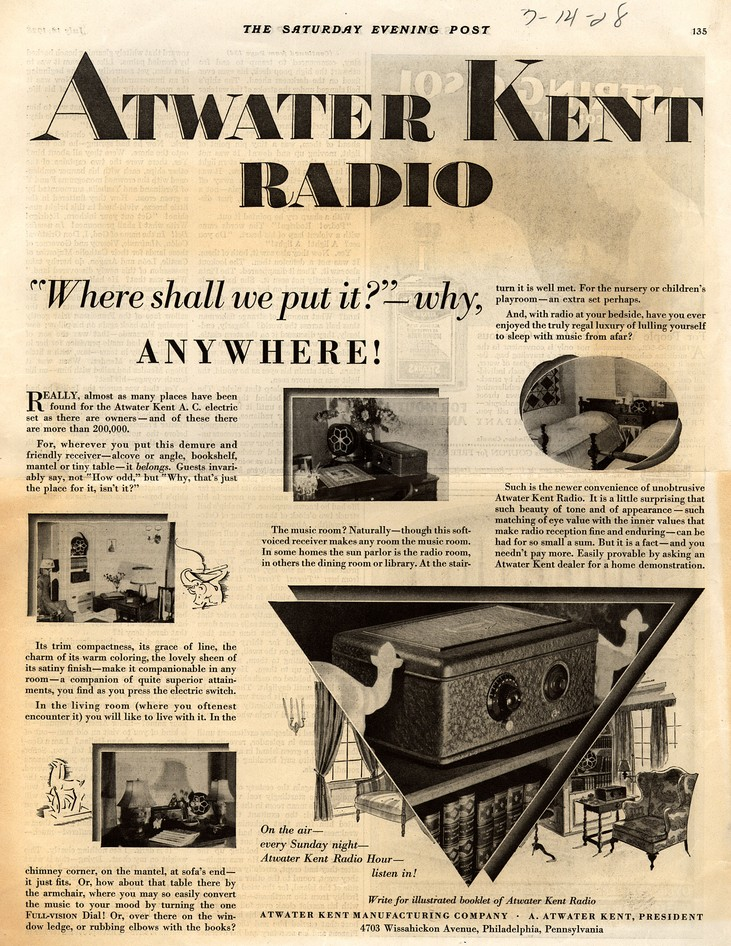 THE SATURDAY EVENING POST
7-14-28
135
ATWATER KENT
RADIO
“Where shall we put it?”—why,
ANYWHERE!
REALLY, almost as many places have been
found for the Atwater Kent A. C. electric
set as there are owners—and of these there
are more than 200,000.
For, wherever you put this demure and
friendly receiver—alcove or angle, bookshelf,
mantel or tiny table—it belongs. Guests invari-
ably say, not “How odd,” but “Why, that's just
the place for it, isn't it?”
Its trim compactness, its grace of line, the
charm of its warm coloring, the lovely sheen of
its satiny finish—make it companionable in any
room—a companion of quite superior attain-
ments, you find as you press the electric switch.
In the living room (where you oftenest
encounter it) you will like to live with it. In the
chimney corner, on the mantel, at sofa's end—
it just fits. Or, how about that table there by
the armchair, where you may so easily convert
the music to your mood by turning the one
FULL-VISION Dial! Or, over there on the win-
dow ledge, or rubbing elbows with the books?
The music room? Naturally—though this soft-
voiced receiver makes any room the music room.
In some homes the sun parlor is the radio room,
in others the dining room or library. At the stair-
turn it is well met. For the nursery or children's
playroom—an extra set perhaps.
And, with radio at your bedside, have you ever
enjoyed the truly regal luxury of lulling yourself
to sleep with music from afar?
Such is the newer convenience of unobtrusive
Atwater Kent Radio. It is a little surprising that
such beauty of tone and of appearance—such
matching of eye value with the inner values that
make radio reception fine and enduring—can be
had for so small a sum. But it is a fact—and you
needn't pay more. Easily provable by asking an
Atwater Kent dealer for a home demonstration.
On the air—
every Sunday night—
Atwater Kent Radio Hour—
listen in!
Write for illustrated booklet of Atwater Kent Radio
ATWATER KENT MANUFACTURING COMPANY · A. ATWATER KENT, PRESIDENT
4703 Wissahickon Avenue, Philadelphia, Pennsylvania